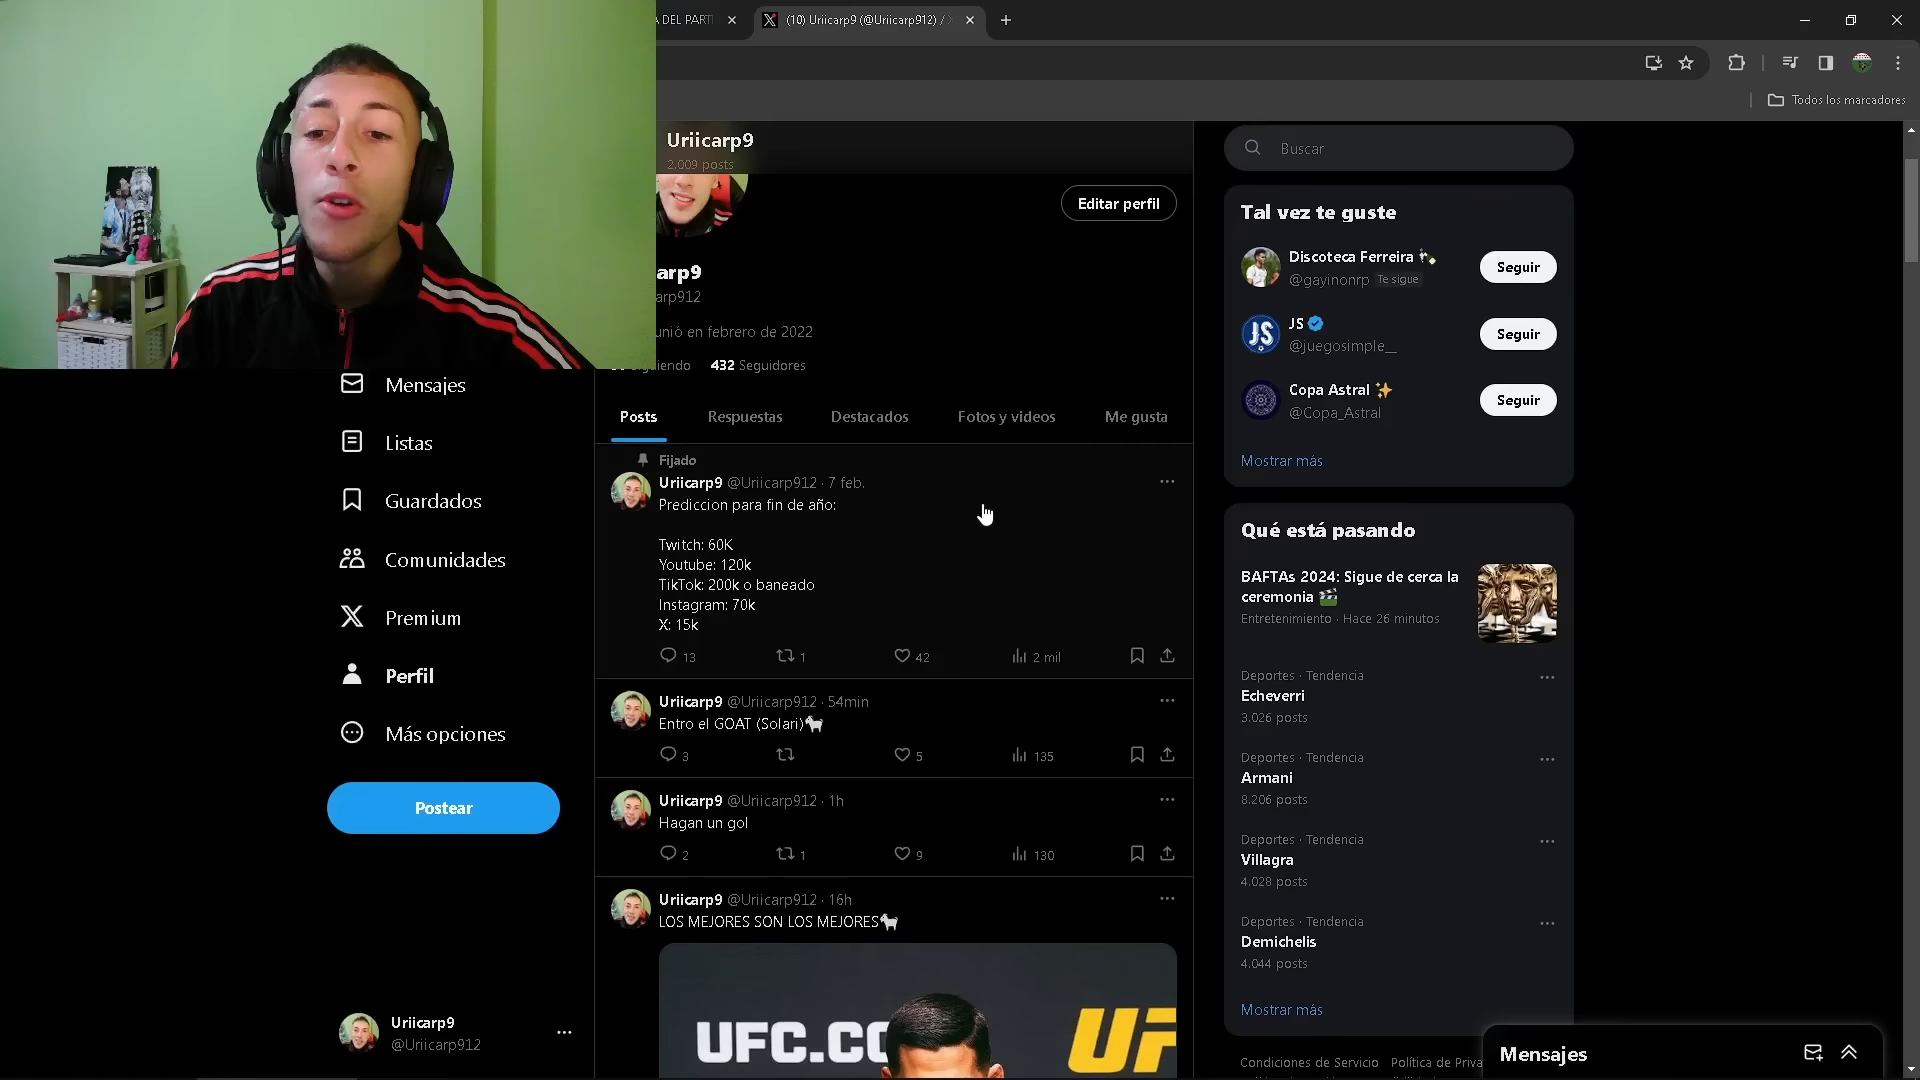 A DEL PARTI
(10) Uriicarp9 (@Uriicarp912) /
Todos los marcadores
Uriicarp9
2.009 posts
Editar perfil
arp9
arp912
unió en febrero de 2022
432 Seguidores
Posts
Respuestas
Destacados
Fotos y videos
Me gusta
Fijado
Uriicarp9 @Uriicarp912 · 7 feb.
Prediccion para fin de año:
Twitch: 60K
Youtube: 120k
TikTok: 200k o baneado
Instagram: 70k
X: 15k
13
1
42
2 mil
Uriicarp9 @Uriicarp912 · 54min
Entro el GOAT (Solari)🐐
3
5
135
Uriicarp9 @Uriicarp912 · 1h
Hagan un gol
2
1
9
130
Uriicarp9 @Uriicarp912 · 16h
LOS MEJORES SON LOS MEJORES🐐
UFC.CO
UF
Mensajes
Listas
Guardados
Comunidades
Premium
Perfil
Más opciones
Postear
Uriicarp9
@Uriicarp912
Buscar
Tal vez te guste
Discoteca Ferreira 🍾
@gayinonrp Te sigue
Seguir
JS
@juegosimple__
Seguir
Copa Astral ✨
@Copa_Astral
Seguir
Mostrar más
Qué está pasando
BAFTAs 2024: Sigue de cerca la
ceremonia 🎬
Entretenimiento · Hace 26 minutos
Deportes · Tendencia
Echeverri
3.026 posts
Deportes · Tendencia
Armani
8.206 posts
Deportes · Tendencia
Villagra
4.028 posts
Deportes · Tendencia
Demichelis
4.044 posts
Mostrar más
Condiciones de Servicio Política de Priva
Mensajes